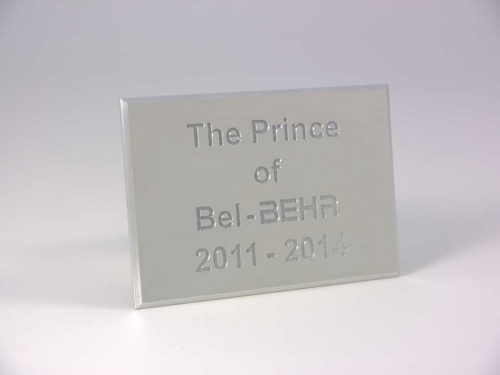 The Prince
of
Bel-BEHR
2011-2014